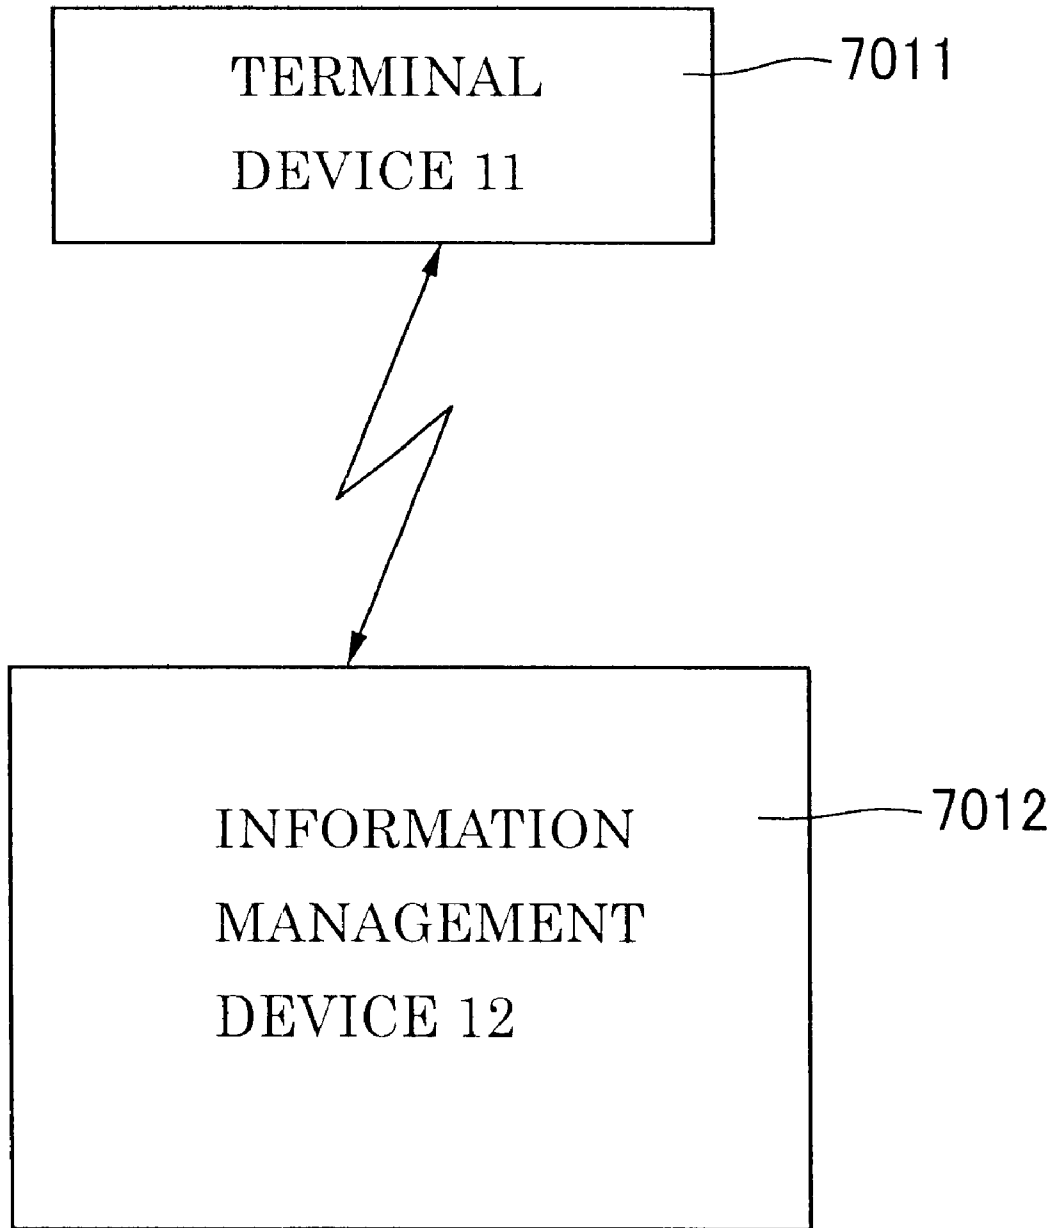 TERMINAL
DEVICE 11
7011
INFORMATION
MANAGEMENT
DEVICE 12
7012